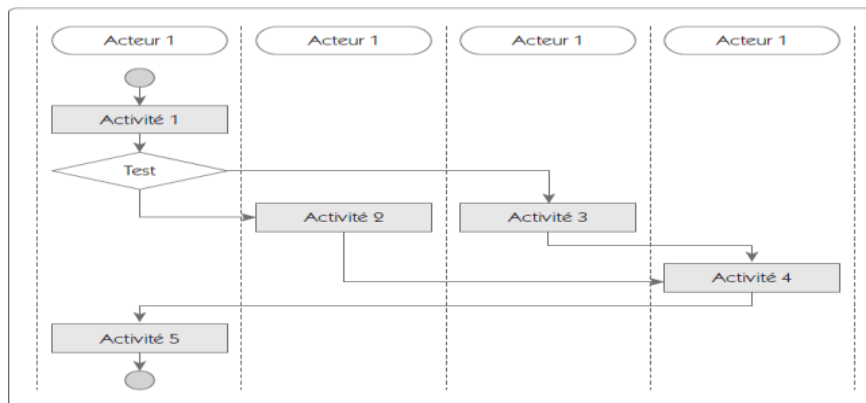 Acteur 1
Acteur 1
Acteur 1
Acteur 1
Activité 1
Test
Activité 2
Activité 3
Activité 4
Activité 5